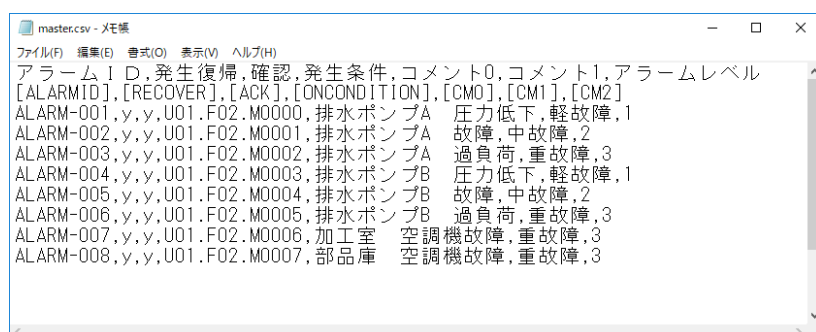 master.csv - メモ帳
ファイル(F) 編集(E) 書式(O) 表示(V) ヘルプ(H)
アラームＩＤ,発生復帰,確認,発生条件,コメント0,コメント1,アラームレベル
[ALARMID],[RECOVER],[ACK],[ONCONDITION],[CM0],[CM1],[CM2]
ALARM-001,y,y,U01.F02.M0000,排水ポンプA　圧力低下,軽故障,1
ALARM-002,y,y,U01.F02.M0001,排水ポンプA　故障,中故障,2
ALARM-003,y,y,U01.F02.M0002,排水ポンプA　過負荷,重故障,3
ALARM-004,y,y,U01.F02.M0003,排水ポンプB　圧力低下,軽故障,1
ALARM-005,y,y,U01.F02.M0004,排水ポンプB　故障,中故障,2
ALARM-006,y,y,U01.F02.M0005,排水ポンプB　過負荷,重故障,3
ALARM-007,y,y,U01.F02.M0006,加工室　空調機故障,重故障,3
ALARM-008,y,y,U01.F02.M0007,部品庫　空調機故障,重故障,3